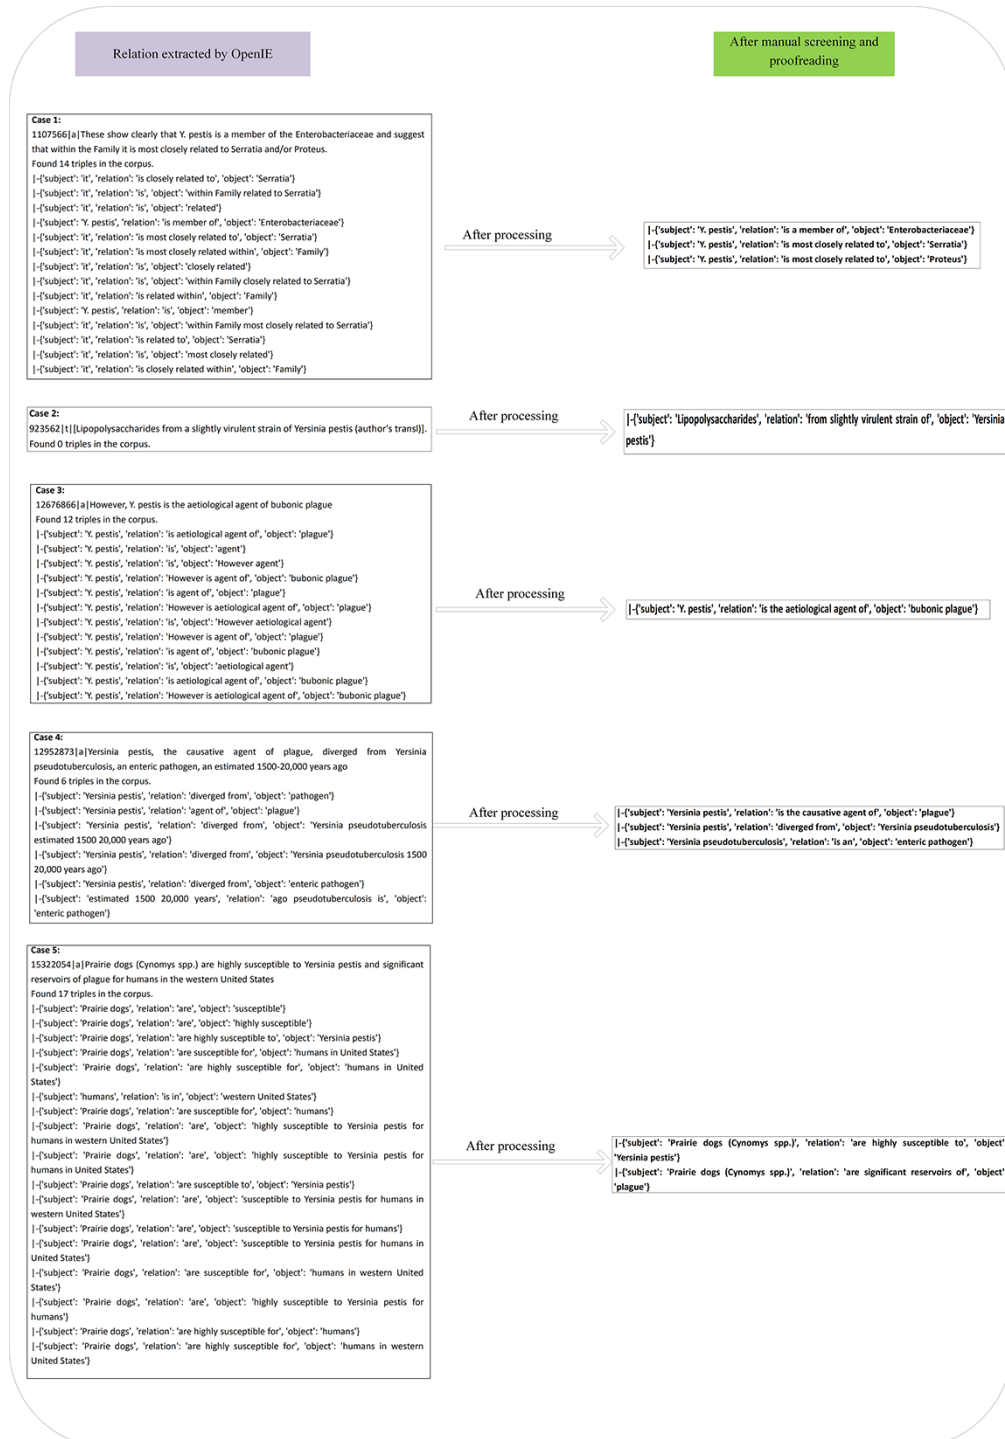 Relation extracted by OpenIE
After manual screening and
proofreading
Case 1:
1107566|a|These show clearly that Y. pestis is a member of the Enterobacteriaceae and suggest
that within the Family it is most closely related to Serratia and/or Proteus.
Found 14 triples in the corpus.
|-{'subject': 'it', 'relation': 'is closely related to', 'object': 'Serratia'}
|-{'subject': 'it', 'relation': 'is', 'object': 'within Family related to Serratia'}
|-{'subject': 'it', 'relation': 'is', 'object': 'related'}
|-{'subject': 'Y. pestis', 'relation': 'is member of', 'object': 'Enterobacteriaceae'}
|-{'subject': 'it', 'relation': 'is most closely related to', 'object': 'Serratia'}
|-{'subject': 'it', 'relation': 'is most closely related within', 'object': 'Family'}
|-{'subject': 'it', 'relation': 'is', 'object': 'closely related'}
|-{'subject': 'it', 'relation': 'is', 'object': 'within Family closely related to Serratia'}
|-{'subject': 'it', 'relation': 'is related within', 'object': 'Family'}
|-{'subject': 'Y. pestis', 'relation': 'is', 'object': 'member'}
|-{'subject': 'it', 'relation': 'is', 'object': 'within Family most closely related to Serratia'}
|-{'subject': 'it', 'relation': 'is related to', 'object': 'Serratia'}
|-{'subject': 'it', 'relation': 'is', 'object': 'most closely related'}
|-{'subject': 'it', 'relation': 'is closely related within', 'object': 'Family'}
After processing
|-{'subject': 'Y. pestis', 'relation': 'is a member of', 'object': 'Enterobacteriaceae'}
|-{'subject': 'Y. pestis', 'relation': 'is most closely related to', 'object': 'Serratia'}
|-{'subject': 'Y. pestis', 'relation': 'is most closely related to', 'object': 'Proteus'}
Case 2:
923562|t|[Lipopolysaccharides from a slightly virulent strain of Yersinia pestis (author's transl)].
Found 0 triples in the corpus.
After processing
|-{'subject': 'Lipopolysaccharides', 'relation': 'from slightly virulent strain of', 'object': 'Yersinia
pestis'}
Case 3:
12676866|a|However, Y. pestis is the aetiological agent of bubonic plague
Found 12 triples in the corpus.
|-{'subject': 'Y. pestis', 'relation': 'is aetiological agent of', 'object': 'plague'}
|-{'subject': 'Y. pestis', 'relation': 'is', 'object': 'agent'}
|-{'subject': 'Y. pestis', 'relation': 'is', 'object': 'However agent'}
|-{'subject': 'Y. pestis', 'relation': 'However is agent of', 'object': 'bubonic plague'}
|-{'subject': 'Y. pestis', 'relation': 'is agent of', 'object': 'plague'}
|-{'subject': 'Y. pestis', 'relation': 'However is aetiological agent of', 'object': 'plague'}
|-{'subject': 'Y. pestis', 'relation': 'is', 'object': 'However aetiological agent'}
|-{'subject': 'Y. pestis', 'relation': 'However is agent of', 'object': 'plague'}
|-{'subject': 'Y. pestis', 'relation': 'is agent of', 'object': 'bubonic plague'}
|-{'subject': 'Y. pestis', 'relation': 'is', 'object': 'aetiological agent'}
|-{'subject': 'Y. pestis', 'relation': 'is aetiological agent of', 'object': 'bubonic plague'}
|-{'subject': 'Y. pestis', 'relation': 'However is aetiological agent of', 'object': 'bubonic plague'}
After processing
|-{'subject': 'Y. pestis', 'relation': 'is the aetiological agent of', 'object': 'bubonic plague'}
Case 4:
12952873|a|Yersinia pestis, the causative agent of plague, diverged from Yersinia
pseudotuberculosis, an enteric pathogen, an estimated 1500-20,000 years ago
Found 6 triples in the corpus.
|-{'subject': 'Yersinia pestis', 'relation': 'diverged from', 'object': 'pathogen'}
|-{'subject': 'Yersinia pestis', 'relation': 'agent of', 'object': 'plague'}
|-{'subject': 'Yersinia pestis', 'relation': 'diverged from', 'object': 'Yersinia pseudotuberculosis
estimated 1500 20,000 years ago'}
|-{'subject': 'Yersinia pestis', 'relation': 'diverged from', 'object': 'Yersinia pseudotuberculosis 1500
20,000 years ago'}
|-{'subject': 'Yersinia pestis', 'relation': 'diverged from', 'object': 'enteric pathogen'}
|-{'subject': 'estimated 1500 20,000 years', 'relation': 'ago pseudotuberculosis is', 'object':
'enteric pathogen'}
After processing
|-{'subject': 'Yersinia pestis', 'relation': 'is the causative agent of', 'object': 'plague'}
|-{'subject': 'Yersinia pestis', 'relation': 'diverged from', 'object': 'Yersinia pseudotuberculosis'}
|-{'subject': 'Yersinia pseudotuberculosis', 'relation': 'is an', 'object': 'enteric pathogen'}
Case 5:
15322054|a|Prairie dogs (Cynomys spp.) are highly susceptible to Yersinia pestis and significant
reservoirs of plague for humans in the western United States
Found 17 triples in the corpus.
|-{'subject': 'Prairie dogs', 'relation': 'are', 'object': 'susceptible'}
|-{'subject': 'Prairie dogs', 'relation': 'are', 'object': 'highly susceptible'}
|-{'subject': 'Prairie dogs', 'relation': 'are highly susceptible to', 'object': 'Yersinia pestis'}
|-{'subject': 'Prairie dogs', 'relation': 'are susceptible for', 'object': 'humans in United States'}
|-{'subject': 'Prairie dogs', 'relation': 'are highly susceptible for', 'object': 'humans in United
States'}
|-{'subject': 'humans', 'relation': 'is in', 'object': 'western United States'}
|-{'subject': 'Prairie dogs', 'relation': 'are susceptible for', 'object': 'humans'}
|-{'subject': 'Prairie dogs', 'relation': 'are', 'object': 'highly susceptible to Yersinia pestis for
humans in western United States'}
|-{'subject': 'Prairie dogs', 'relation': 'are', 'object': 'highly susceptible to Yersinia pestis for
humans in United States'}
|-{'subject': 'Prairie dogs', 'relation': 'are susceptible to', 'object': 'Yersinia pestis'}
|-{'subject': 'Prairie dogs', 'relation': 'are', 'object': 'susceptible to Yersinia pestis for humans in
western United States'}
|-{'subject': 'Prairie dogs', 'relation': 'are', 'object': 'susceptible to Yersinia pestis for humans'}
|-{'subject': 'Prairie dogs', 'relation': 'are', 'object': 'susceptible to Yersinia pestis for humans in
United States'}
|-{'subject': 'Prairie dogs', 'relation': 'are susceptible for', 'object': 'humans in western United
States'}
|-{'subject': 'Prairie dogs', 'relation': 'are', 'object': 'highly susceptible to Yersinia pestis for
humans'}
|-{'subject': 'Prairie dogs', 'relation': 'are highly susceptible for', 'object': 'humans'}
|-{'subject': 'Prairie dogs', 'relation': 'are highly susceptible for', 'object': 'humans in western
United States'}
After processing
|-{'subject': 'Prairie dogs (Cynomys spp.)', 'relation': 'are highly susceptible to', 'object'
'Yersinia pestis'}
|-{'subject': 'Prairie dogs (Cynomys spp.)', 'relation': 'are significant reservoirs of', 'object'
'plague'}